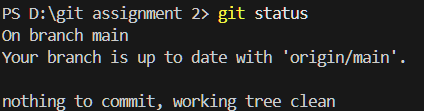 PS D:\git assignment 2> git status
On branch main
Your branch is up to date with 'origin/main'.

nothing to commit, working tree clean